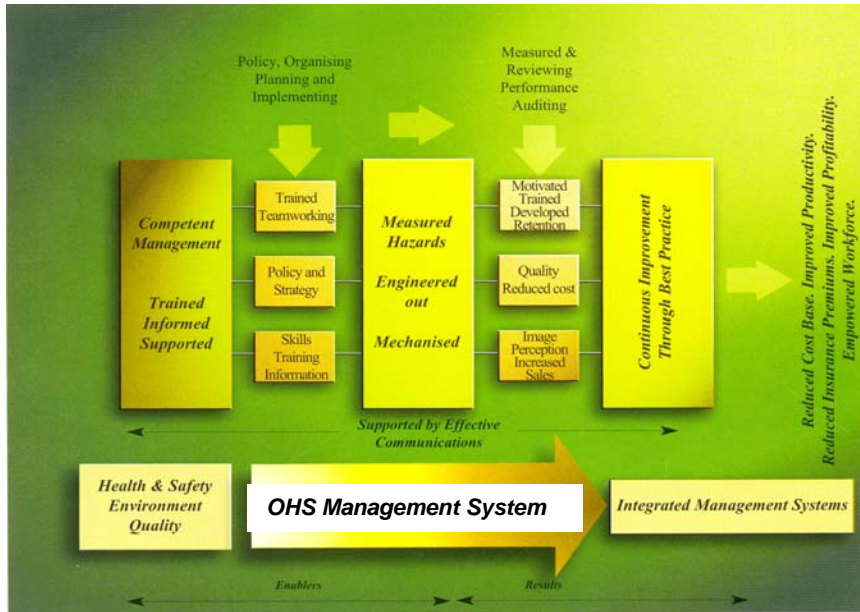 Policy, Organising
Planning and
Implementing
Measured &
Reviewing
Performance
Auditing
Competent
Management
Trained
Informed
Supported
Trained
Teamworking
Policy and
Strategy
Skills
Training
Information
Measured
Hazards
Engineered
out
Mechanised
Motivated
Trained
Developed
Retention
Quality
Reduced cost
Image
Perception
Increased
Sales
Continuous Improvement
Through Best Practice
Reduced Cost Base. Improved Productivity.
Reduced Insurance Premiums. Improved Profitability.
Empowered Workforce.
Supported by Effective
Communications
Health & Safety
Environment
Quality
OHS Management System
Integrated Management Systems
Enablers
Results